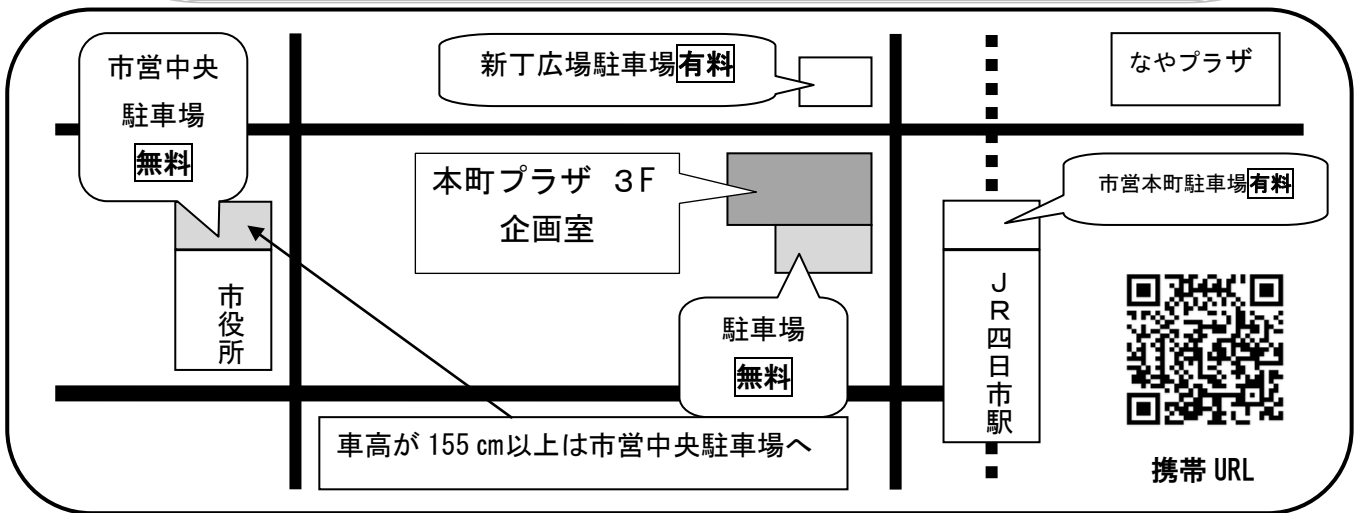 市営中央
駐車場
無料
新丁広場駐車場有料
なやプラザ
本町プラザ ３F
企画室
市営本町駐車場有料
市役所
駐車場
無料
ＪＲ四日市駅
車高が 155 ㎝以上は市営中央駐車場へ
携帯 URL